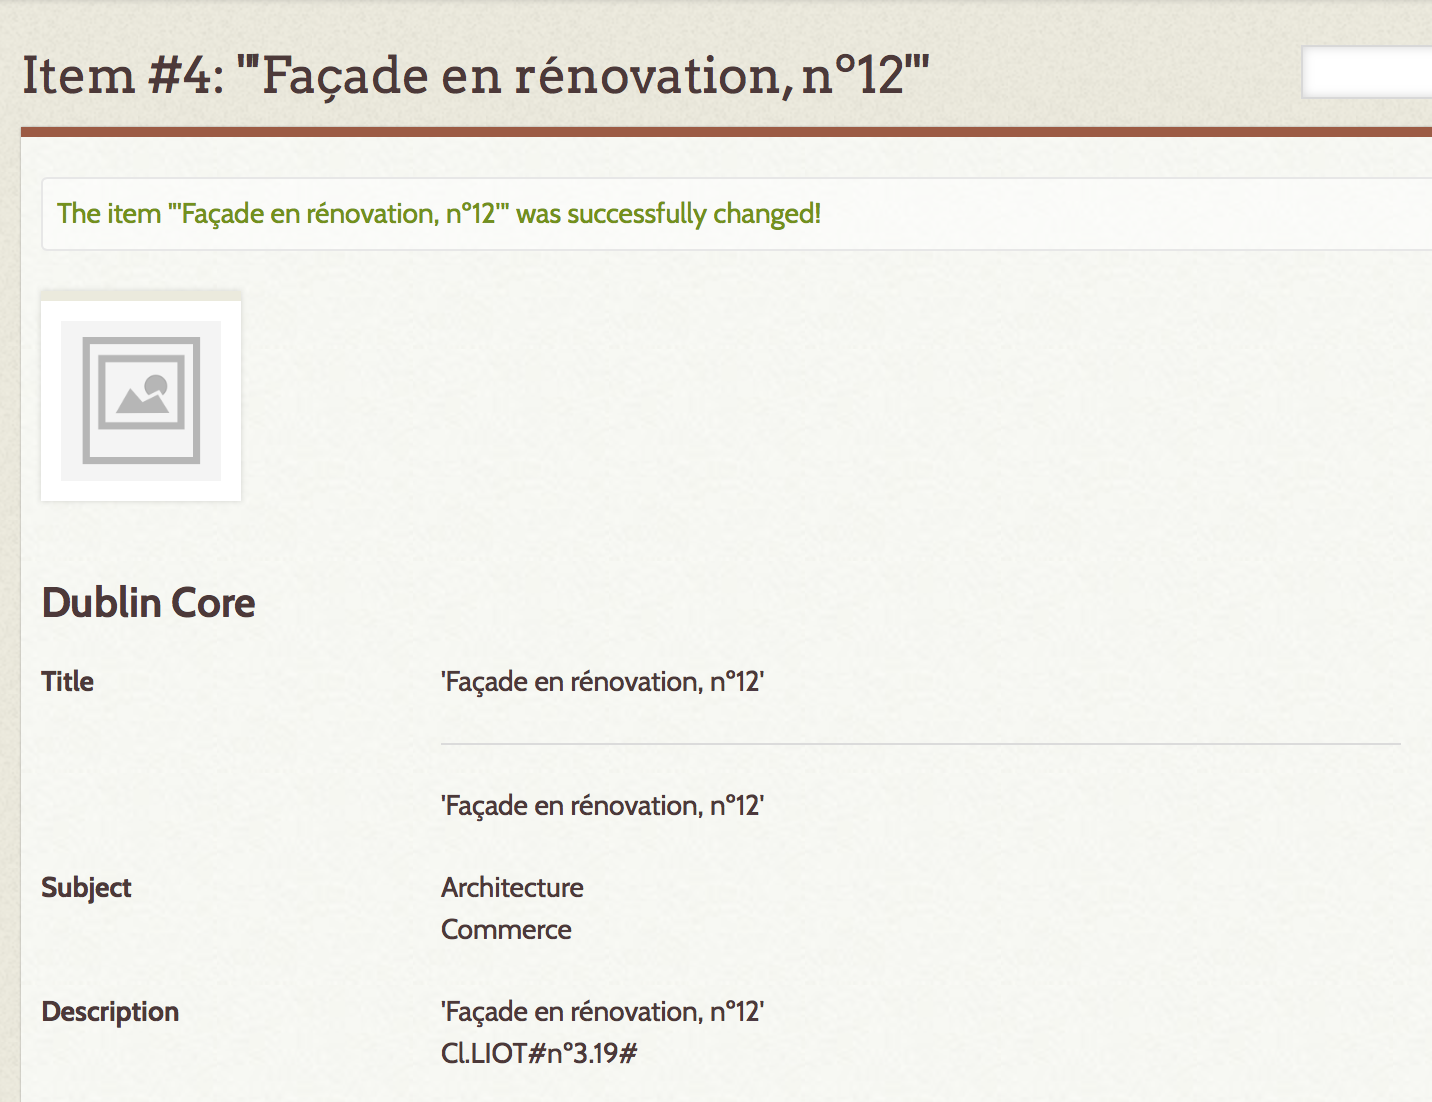 Item #4: "'Façade en rénovation, n°12'"
The item "'Façade en rénovation, n°12'" was successfully changed!
Dublin Core
Title
'Façade en rénovation, n°12'
'Façade en rénovation, n°12'
Subject
Architecture
Commerce
Description
'Façade en rénovation, n°12'
Cl.LIOT#n°3.19#